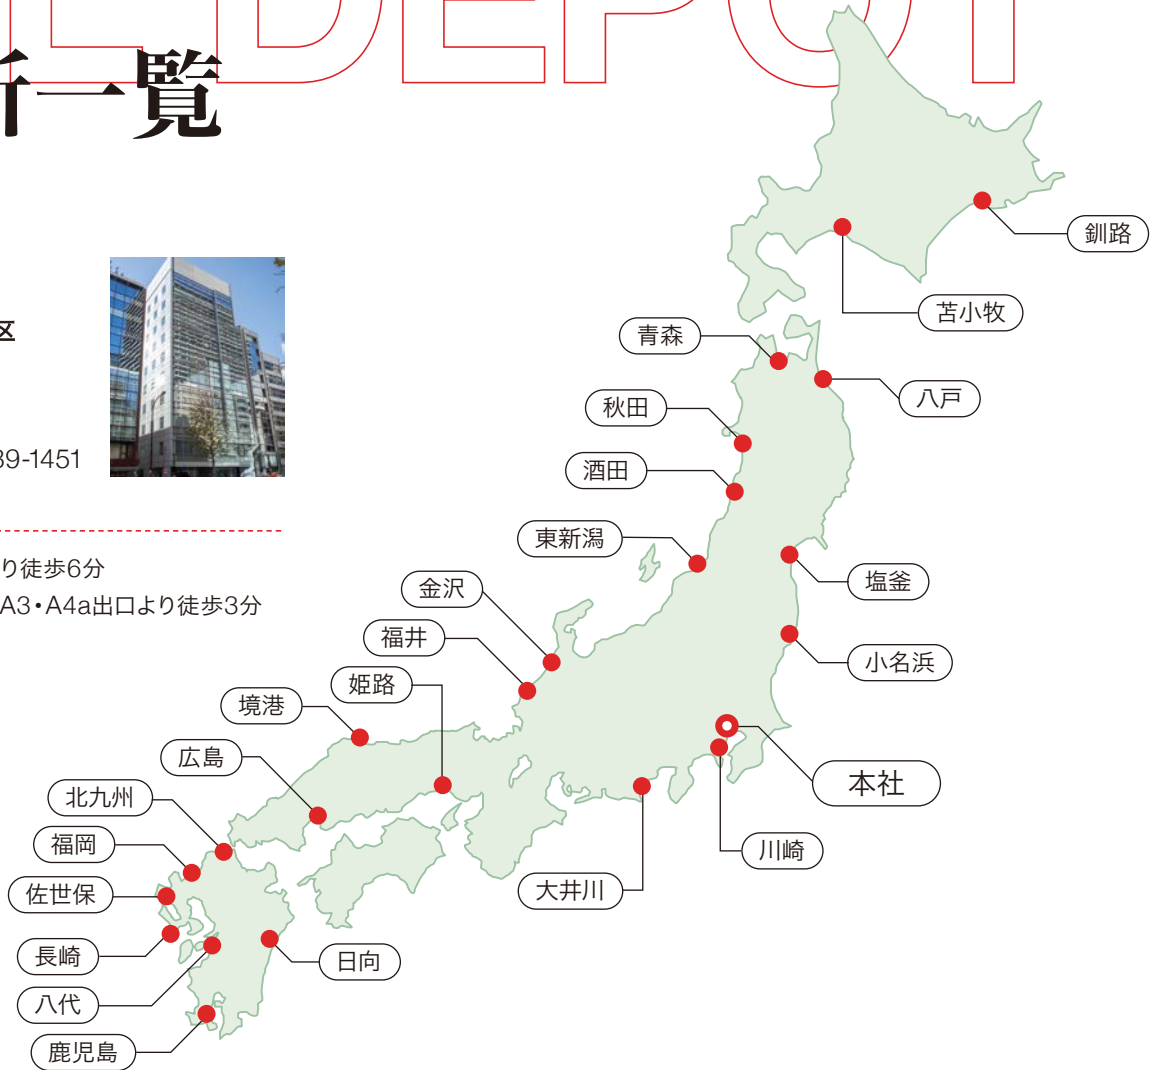 DEPOT
一覧
区
39-1451
り徒歩6分
A3・A4a出口より徒歩3分
釧路
苫小牧
青森
八戸
秋田
酒田
東新潟
塩釜
金沢
福井
小名浜
姫路
境港
広島
本社
北九州
福岡
川崎
佐世保
大井川
長崎
日向
八代
鹿児島